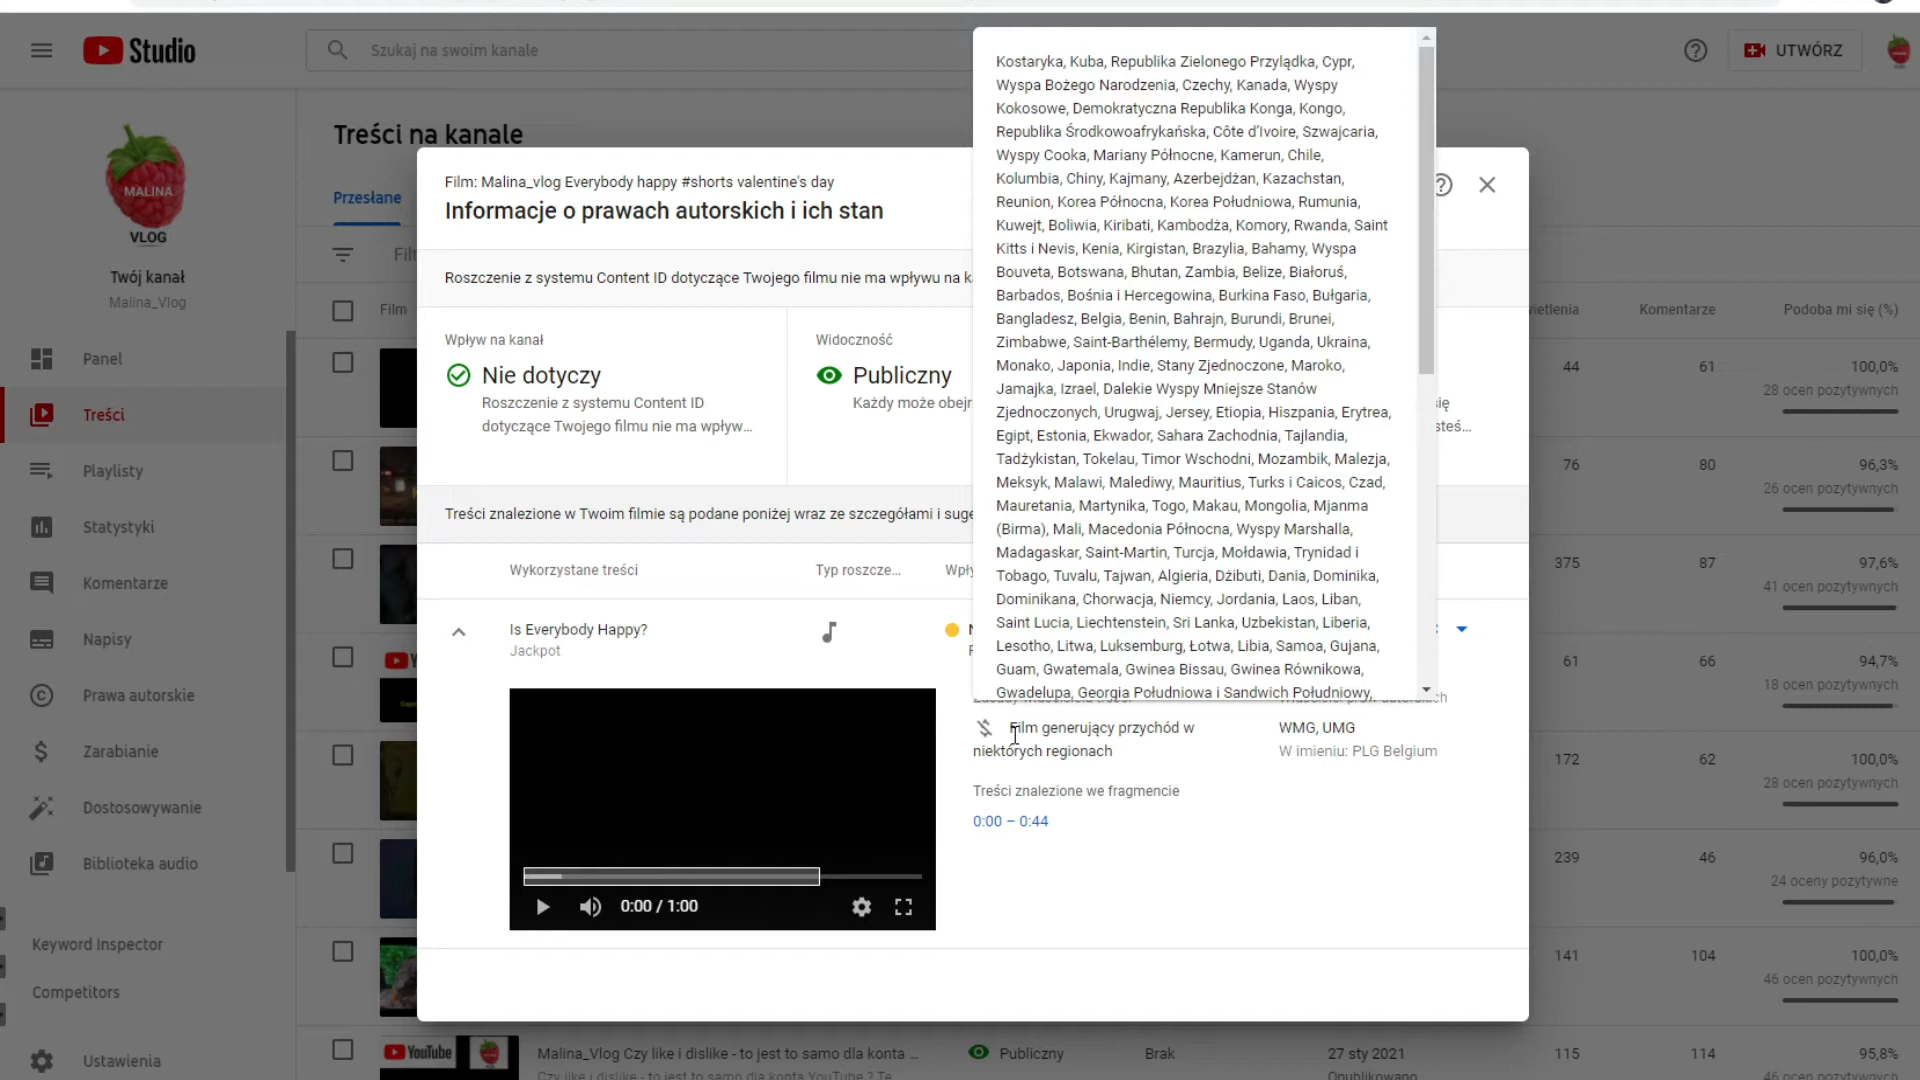 Studio
Szukaj na swoim kanale
UTWÓRZ
MALINA
VLOG
Twój kanał
Malina_Vlog
Panel
Treści
Playlisty
Statystyki
Komentarze
Napisy
Prawa autorskie
Zarabianie
Dostosowywanie
Biblioteka audio
Keyword Inspector
Competitors
Ustawienia
Treści na kanale
Przesłane
Film
Komentarze
Podoba mi się (%)
Film: Malina_vlog Everybody happy #shorts valentine's day
Informacje o prawach autorskich i ich stan
Roszczenie z systemu Content ID dotyczące Twojego filmu nie ma wpływu na
Wpływ na kanał
Nie dotyczy
Roszczenie z systemu Content ID
dotyczące Twojego filmu nie ma wpływ...
Widoczność
Publiczny
Każdy może
Treści znalezione w Twoim filmie są podane poniżej wraz ze szczegółami i
Wykorzystane treści
Typ roszcze...
Is Everybody Happy?
Jackpot
0:00 / 1:00
Kostaryka, Kuba, Republika Zielonego Przylądka, Cypr,
Wyspa Bożego Narodzenia, Czechy, Kanada, Wyspy
Kokosowe, Demokratyczna Republika Konga, Kongo,
Republika Środkowoafrykańska, Côte d'Ivoire, Szwajcaria,
Wyspy Cooka, Mariany Północne, Kamerun, Chile,
Kolumbia, Chiny, Kajmany, Azerbejdżan, Kazachstan,
Reunion, Korea Północna, Korea Południowa, Rumunia,
Kuwejt, Boliwia, Kiribati, Kambodża, Komory, Rwanda, Saint
Kitts i Nevis, Kenia, Kirgistan, Brazylia, Bahamy, Wyspa
Bouveta, Botswana, Bhutan, Zambia, Belize, Białoruś,
Barbados, Bośnia i Hercegowina, Burkina Faso, Bułgaria,
Bangladesz, Belgia, Benin, Bahrajn, Burundi, Brunei,
Zimbabwe, Saint-Barthélemy, Bermudy, Uganda, Ukraina,
Monako, Japonia, Indie, Stany Zjednoczone, Maroko,
Jamajka, Izrael, Dalekie Wyspy Mniejsze Stanów
Zjednoczonych, Urugwaj, Jersey, Etiopia, Hiszpania, Erytrea,
Egipt, Estonia, Ekwador, Sahara Zachodnia, Tajlandia,
Tadżykistan, Tokelau, Timor Wschodni, Mozambik, Malezja,
Meksyk, Malawi, Malediwy, Mauritius, Turks i Caicos, Czad,
Mauretania, Martynika, Togo, Makau, Mongolia, Mjanma
(Birma), Mali, Macedonia Północna, Wyspy Marshalla,
Madagaskar, Saint-Martin, Turcja, Mołdawia, Trynidad i
Tobago, Tuvalu, Tajwan, Algieria, Dżibuti, Dania, Dominika,
Dominikana, Chorwacja, Niemcy, Jordania, Laos, Liban,
Saint Lucia, Liechtenstein, Sri Lanka, Uzbekistan, Liberia,
Lesotho, Litwa, Luksemburg, Łotwa, Libia, Samoa, Gujana,
Guam, Gwatemala, Gwinea Bissau, Gwinea Równikowa,
Gwadelupa, Georgia Południowa i Sandwich Południowy,
Film generujący przychód w
niektórych regionach
WMG, UMG
W imieniu: PLG Belgium
Treści znalezione we fragmencie
0:00 – 0:44
44 61 100,0%
28 ocen pozytywnych
76 80 96,3%
26 ocen pozytywnych
375 87 97,6%
41 ocen pozytywnych
61 66 94,7%
18 ocen pozytywnych
172 62 100,0%
28 ocen pozytywnych
239 46 96,0%
24 oceny pozytywne
141 104 100,0%
46 ocen pozytywnych
YouTube
Malina_Vlog Czy like i dislike - to jest to samo dla konta ...
Publiczny
Brak
27 sty 2021
115 114 95,8%
Czy like i dislike - to jest to samo dla konta YouTube ? Te
Opublikowano
46 ocen pozytywnych